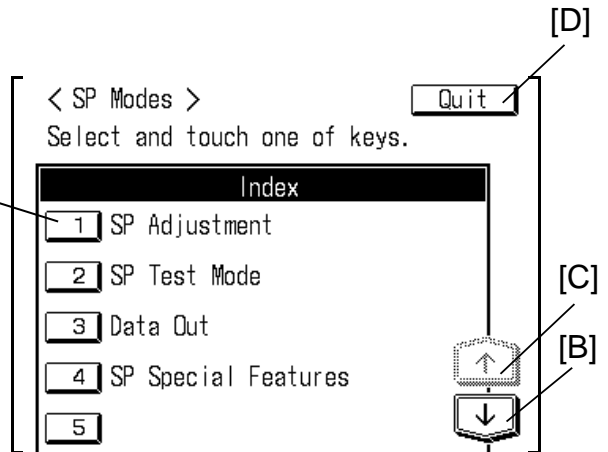 [D]
< SP Modes > Quit
Select and touch one of keys.
Index
1 SP Adjustment
2 SP Test Mode
[C]
3 Data Out
[B]
4 SP Special Features
5